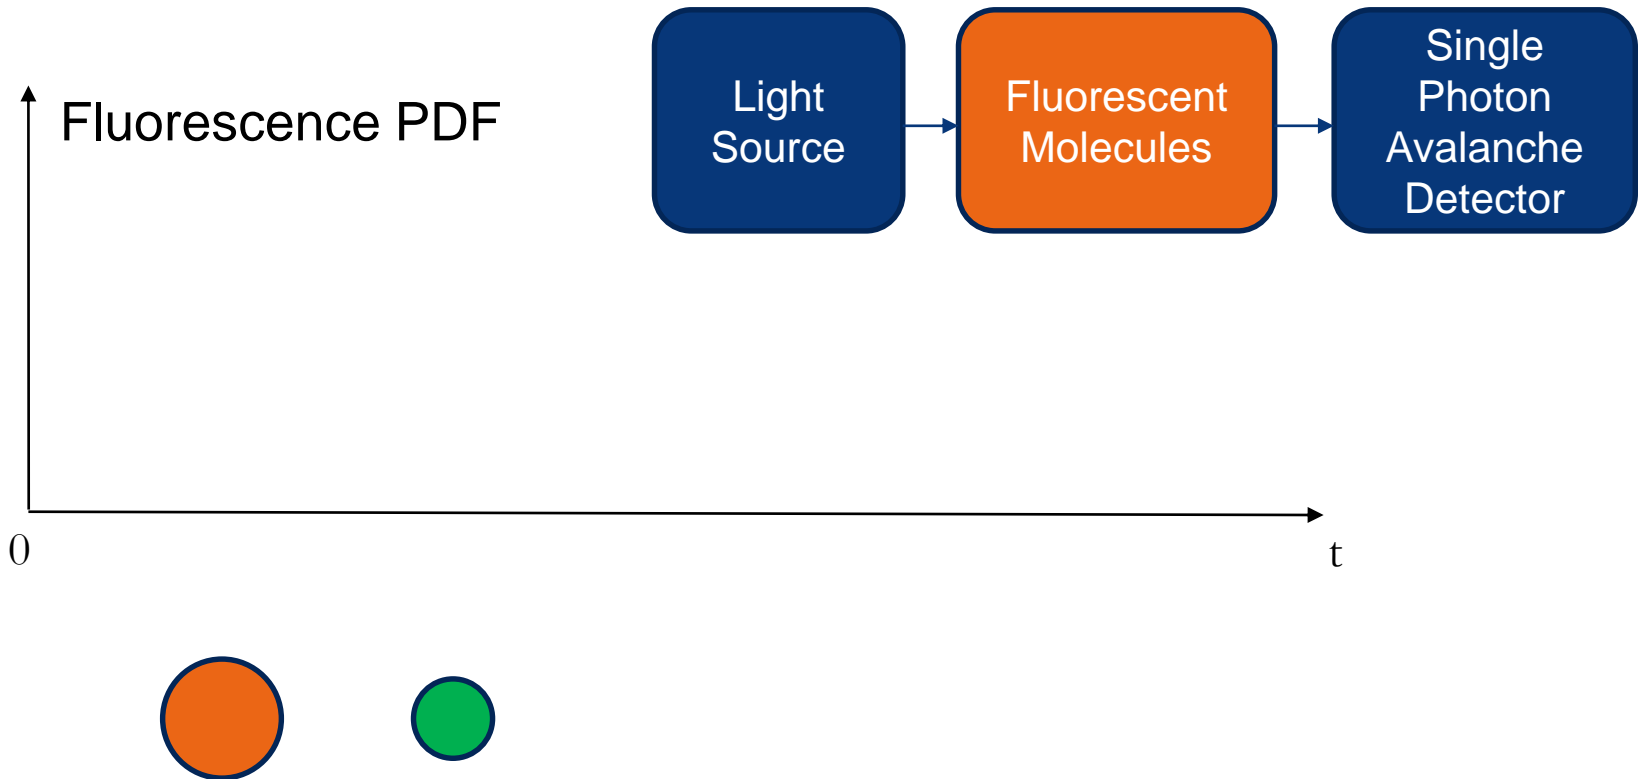 Fluorescence PDF
Light
Source
Fluorescent
Molecules
Single
Photon
Avalanche
Detector
0
t